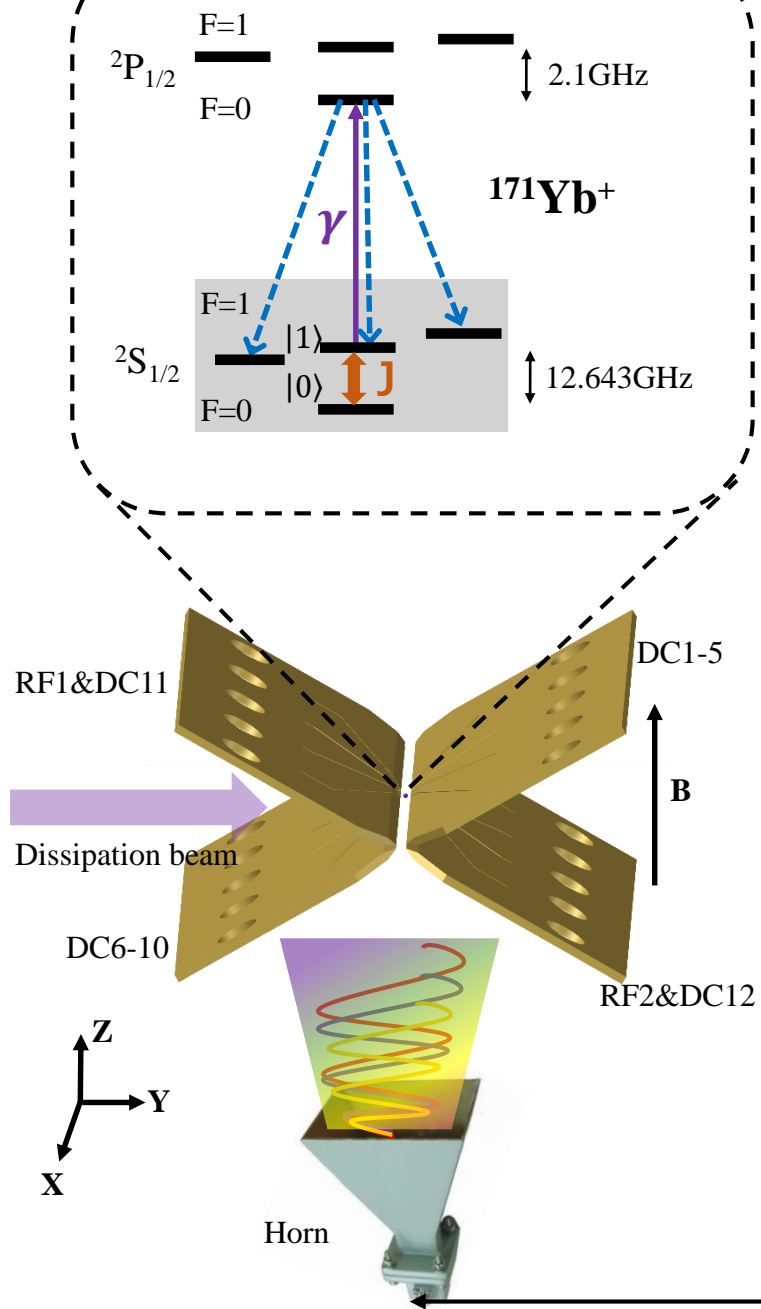 F=1
²P₁/₂
2.1GHz
F=0
¹⁷¹Yb⁺
γ
F=1
²S₁/₂
|1⟩
J
|0⟩
12.643GHz
F=0
DC1-5
RF1&DC11
B
Dissipation beam
DC6-10
RF2&DC12
Z
Y
X
Horn